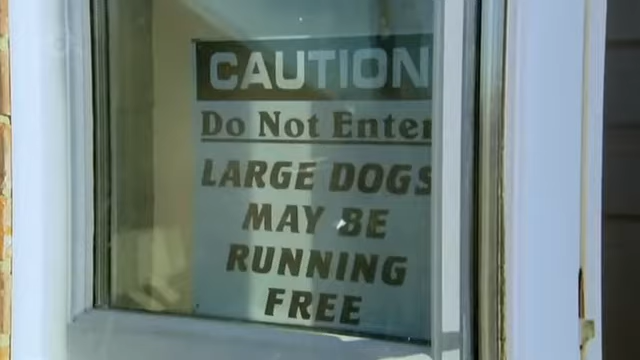 CAUTION
Do Not Enter
LARGE DOGS
MAY BE
RUNNING
FREE